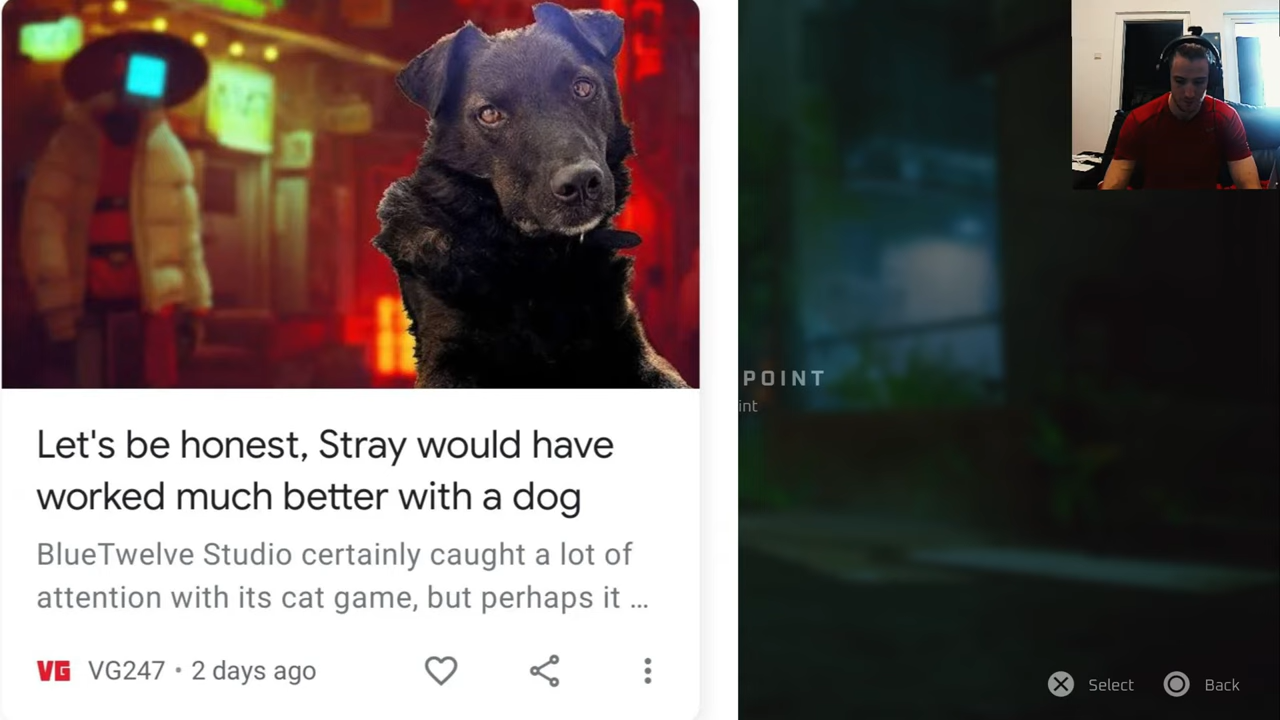 Let's be honest, Stray would have
worked much better with a dog
BlueTwelve Studio certainly caught a lot of
attention with its cat game, but perhaps it ...
VG VG247 • 2 days ago
POINT
int
Select Back